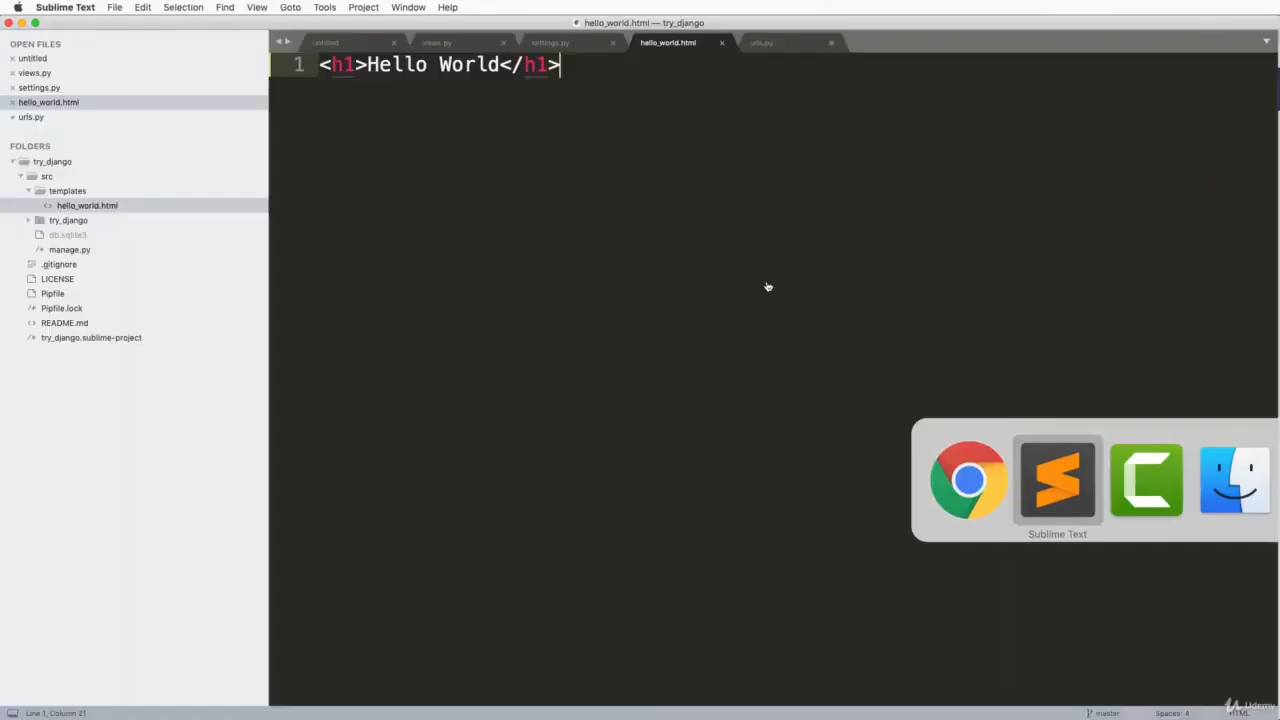 Sublime Text File Edit Selection Find View Goto Tools Project Window Help
hello_world.html — try_django
OPEN FILES
untitled
views.py
settings.py
hello_world.html
urls.py
FOLDERS
try_django
src
templates
hello_world.html
try_django
db.sqlite3
manage.py
.gitignore
LICENSE
Pipfile
Pipfile.lock
README.md
try_django.sublime-project
untitled views.py settings.py hello_world.html urls.py
1 <h1>Hello World</h1>
Sublime Text
Line 1, Column 21 master Spaces: 4 HTML
Udemy